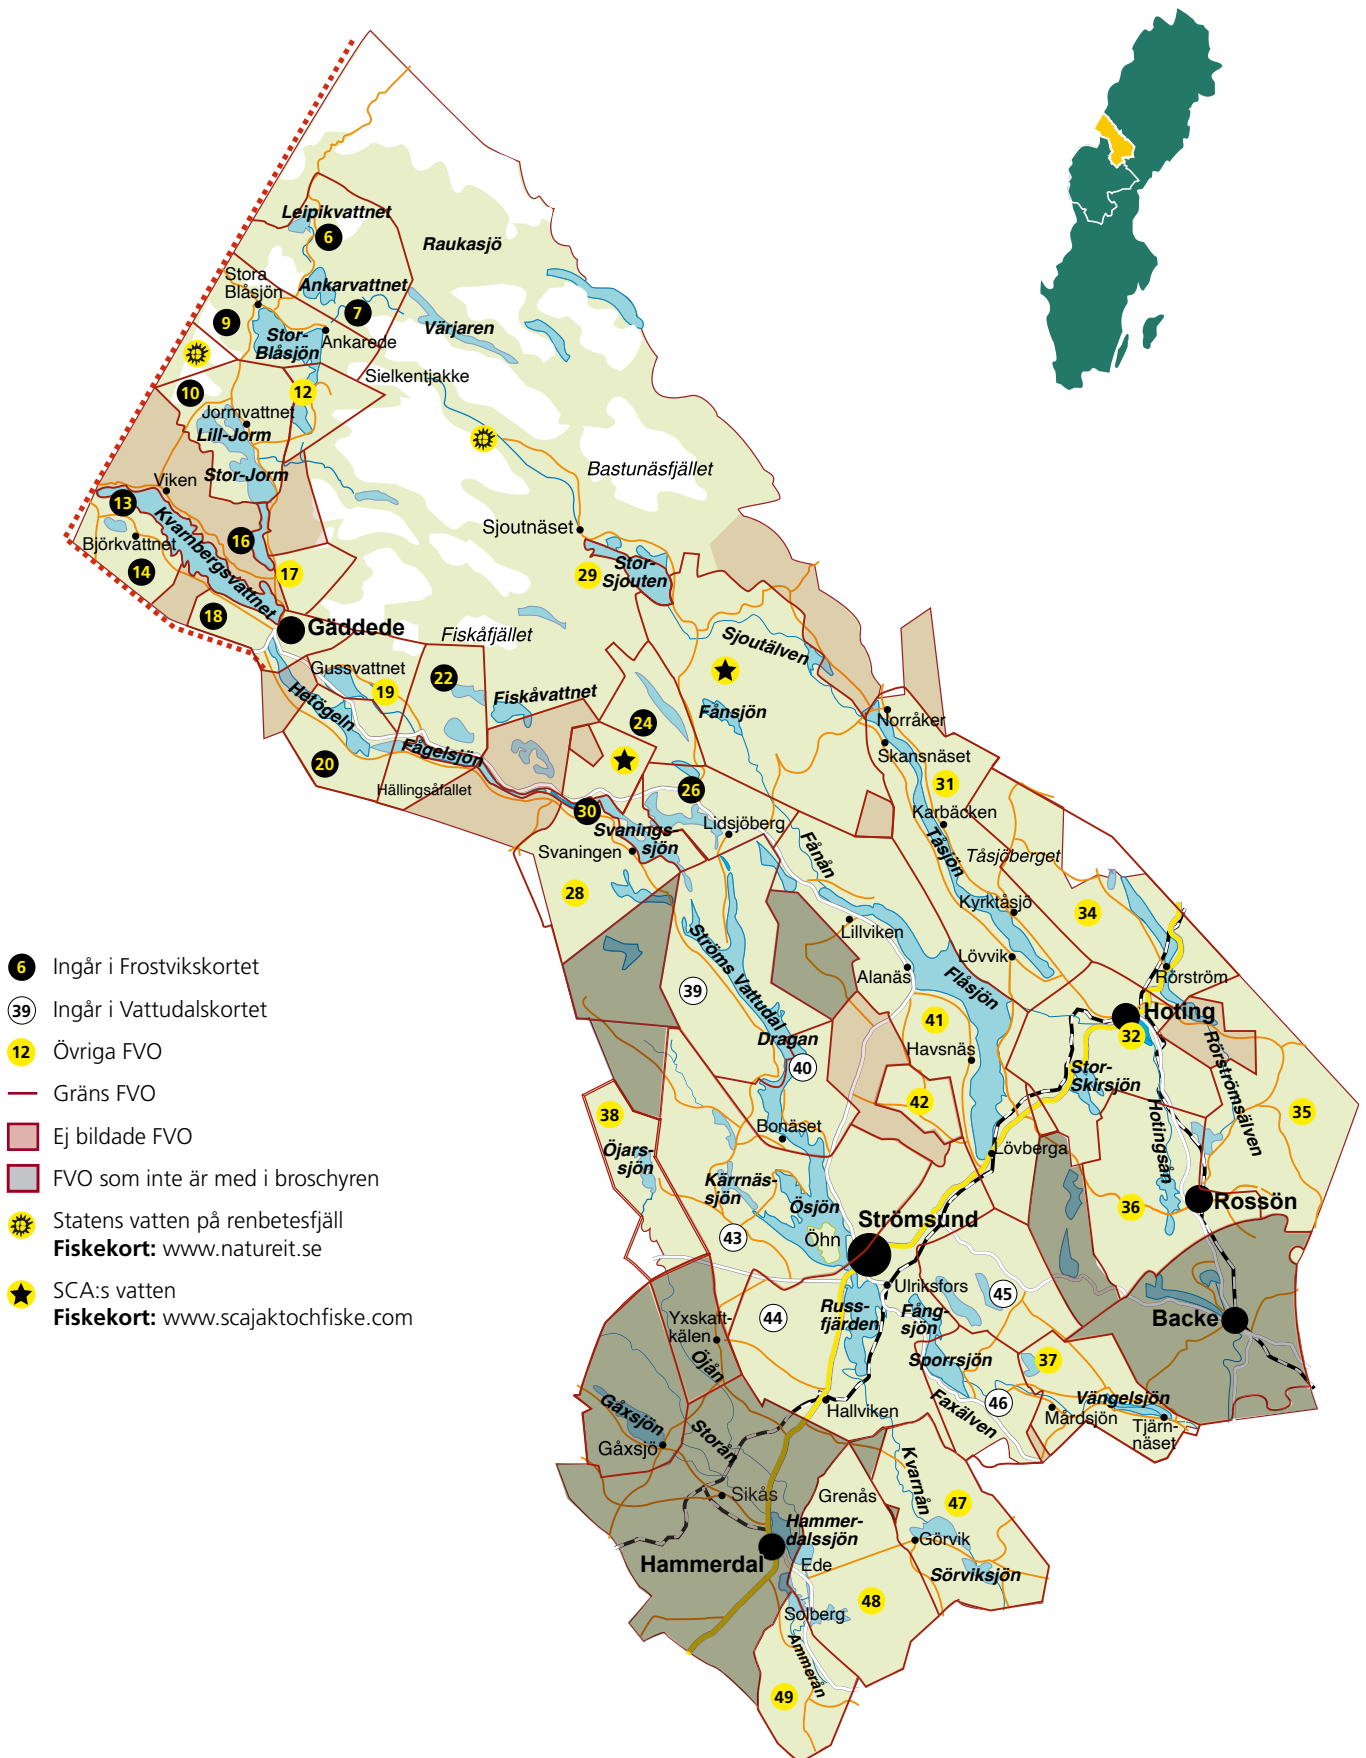 Leipikvattnet
6
Raukasjö
Stora
Blåsjön
Ankarvattnet
7
9
Stor-
Blåsjön
Ankarede
Värjaren
Sielkentjakke
10
12
Jormvattnet
Lill-Jorm
Stor-Jorm
Bastunäsfjället
Viken
13
Kvarnbergsvattnet
Björkvattnet
16
14
17
18
Gäddede
Sjoutnäset
29
Stor-
Sjouten
Fiskåfjället
Sjoutälven
Gussvattnet
19
22
Fiskåvattnet
Hetögeln
20
Fågelsjön
Hällingsåfallet
24
Fånsjön
Norråker
Skansnäset
31
26
30
Svanings-
sjön
Lidsjöberg
Svaningen
28
Fånån
Karbäcken
Tåsjön
Tåsjöberget
Kyrktåsjö
34
Lillviken
Lövvik
Alanäs
Flåsjön
Rörström
Ströms Vattudal
39
Dragan
40
41
Havsnäs
42
Hoting
32
Stor-
Skirsjön
Rörströmsälven
Hotingsån
35
38
Öjars-
sjön
Bonäset
Lövberga
Kärrnäs-
sjön
Ösjön
36
Rossön
43
Öhn
Strömsund
Ulriksfors
45
Yxskaft-
kälen
44
Russ-
fjärden
Fång-
sjön
Backe
Öjån
Sporrsjön
37
Faxälven
46
Vängelsjön
Mårdsjön
Tjärn-
näset
Hallviken
Gåxsjön
Gåxsjö
Storån
Kvarnån
Sikås
Grenås
47
Hammer-
dalssjön
Görvik
Hammerdal
Ede
Sörviksjön
48
Solberg
Ammerån
49
6 Ingår i Frostvikskortet
39 Ingår i Vattudalskortet
12 Övriga FVO
Gräns FVO
Ej bildade FVO
FVO som inte är med i broschyren
Statens vatten på renbetesfjäll
Fiskekort: www.natureit.se
SCA:s vatten
Fiskekort: www.scajaktochfiske.com